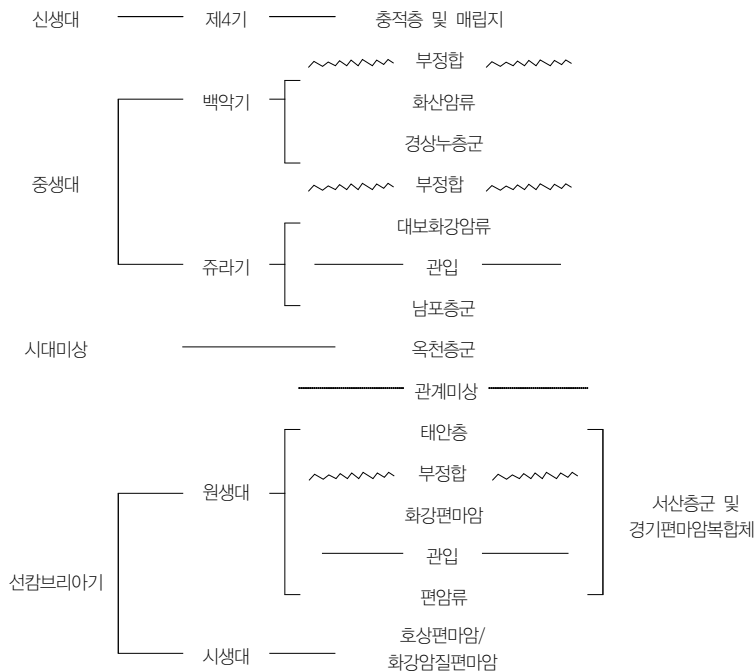 신생대 제4기 충적층 및 매립지
부정합
백악기 화산암류
경상누층군
중생대 부정합
대보화강암류
쥬라기 관입
남포층군
시대미상 옥천층군
관계미상
태안층
원생대 부정합
화강편마암
서산층군 및
경기편마암복합체
관입
선캄브리아기 편암류
시생대 호상편마암/
화강암질편마암